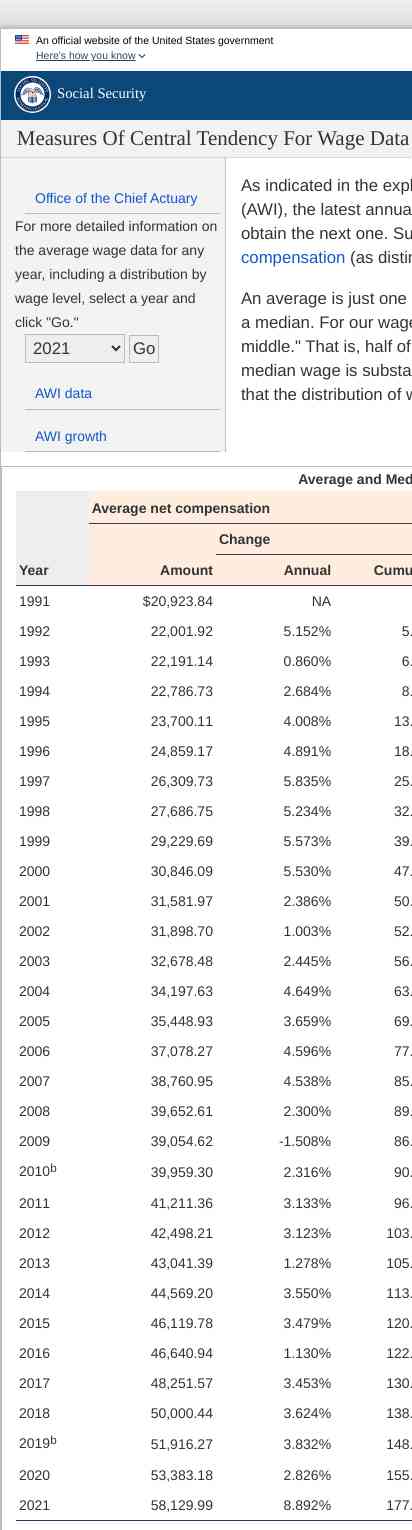 An official website of the United States government
Here's how you know
Social Security
Measures Of Central Tendency For Wage Data
Office of the Chief Actuary
For more detailed information on
the average wage data for any
year, including a distribution by
wage level, select a year and
click "Go."
2021 Go
AWI data
AWI growth
As indicated in the expl
(AWI), the latest annua
obtain the next one. Su
compensation (as distin
An average is just one
a median. For our wage
middle." That is, half of
median wage is substa
that the distribution of w
Average and Med
Average net compensation
Change
Year Amount Annual Cumu
1991 $20,923.84 NA
1992 22,001.92 5.152% 5.
1993 22,191.14 0.860% 6.
1994 22,786.73 2.684% 8.
1995 23,700.11 4.008% 13.
1996 24,859.17 4.891% 18.
1997 26,309.73 5.835% 25.
1998 27,686.75 5.234% 32.
1999 29,229.69 5.573% 39.
2000 30,846.09 5.530% 47.
2001 31,581.97 2.386% 50.
2002 31,898.70 1.003% 52.
2003 32,678.48 2.445% 56.
2004 34,197.63 4.649% 63.
2005 35,448.93 3.659% 69.
2006 37,078.27 4.596% 77.
2007 38,760.95 4.538% 85.
2008 39,652.61 2.300% 89.
2009 39,054.62 -1.508% 86.
2010b 39,959.30 2.316% 90.
2011 41,211.36 3.133% 96.
2012 42,498.21 3.123% 103.
2013 43,041.39 1.278% 105.
2014 44,569.20 3.550% 113.
2015 46,119.78 3.479% 120.
2016 46,640.94 1.130% 122.
2017 48,251.57 3.453% 130.
2018 50,000.44 3.624% 138.
2019b 51,916.27 3.832% 148.
2020 53,383.18 2.826% 155.
2021 58,129.99 8.892% 177.